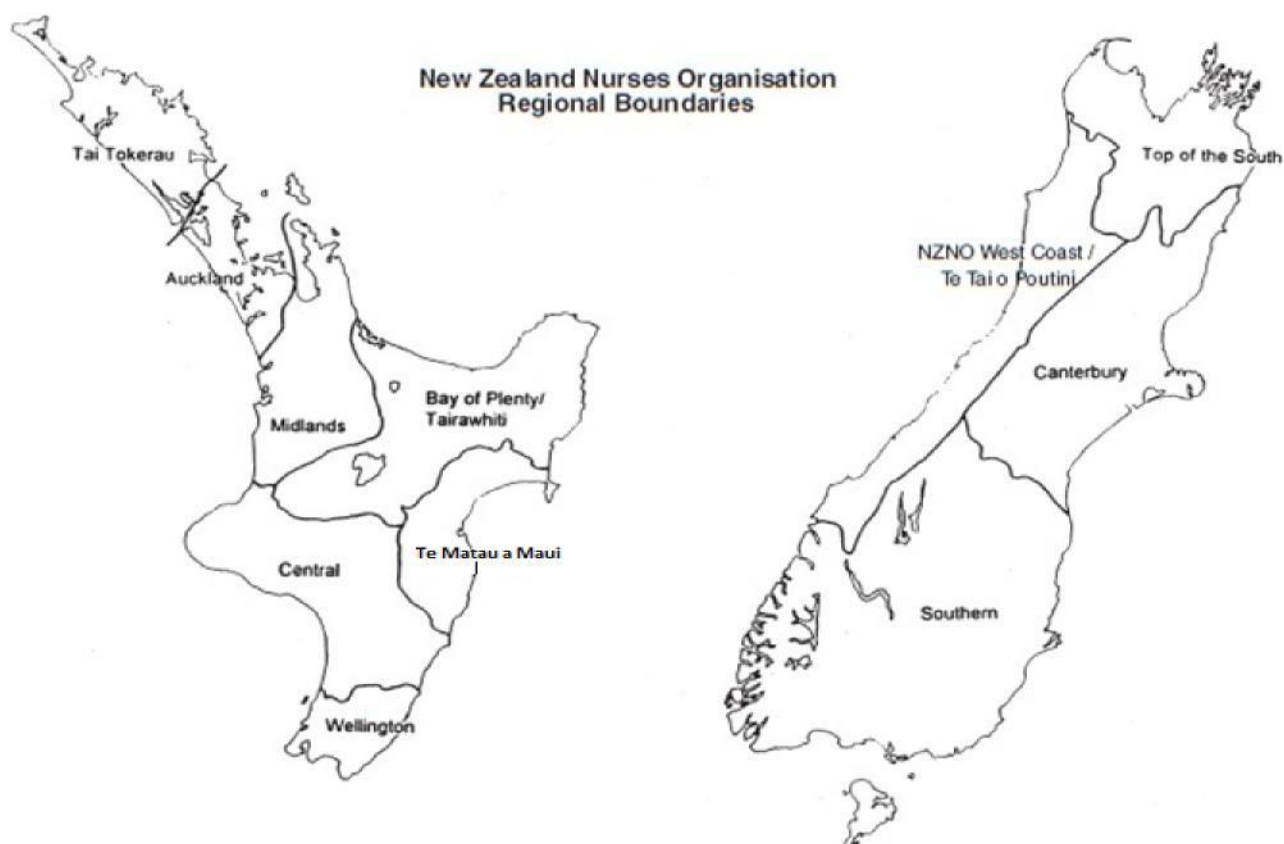 New Zealand Nurses Organisation
Regional Boundaries
Tai Tokerau
Auckland
Midlands
Bay of Plenty/
Tairawhiti
Te Matau a Maui
Central
Wellington
Top of the South
NZNO West Coast /
Te Tai o Poutini
Canterbury
Southern